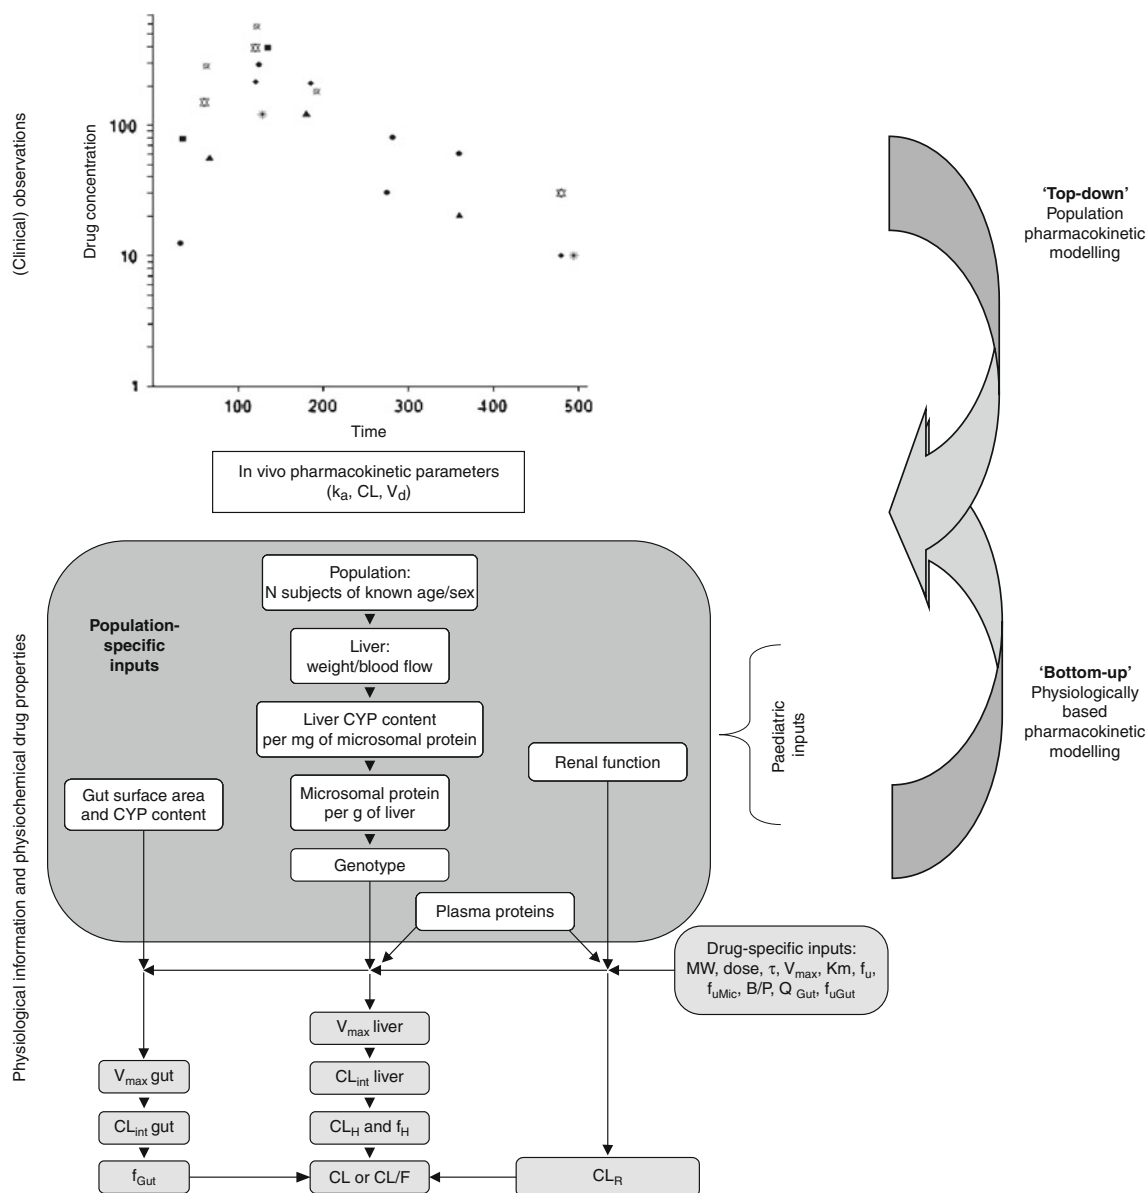 (Clinical) observations
Drug concentration
100
10
1
100
200
300
400
500
Time
In vivo pharmacokinetic parameters
(ka, CL, Vd)
'Top-down'
Population
pharmacokinetic
modelling
Physiological information and physiochemical drug properties
Population-
specific
inputs
Population:
N subjects of known age/sex
Liver:
weight/blood flow
Liver CYP content
per mg of microsomal protein
Microsomal protein
per g of liver
Genotype
Gut surface area
and CYP content
Renal function
Plasma proteins
Paediatric
inputs
'Bottom-up'
Physiologically
based
pharmacokinetic
modelling
Drug-specific inputs:
MW, dose, τ, Vmax, Km, fu,
fuMic, B/P, Q Gut, fuGut
Vmax liver
CLint liver
CLH and fH
CL or CL/F
Vmax gut
CLint gut
fGut
CLR